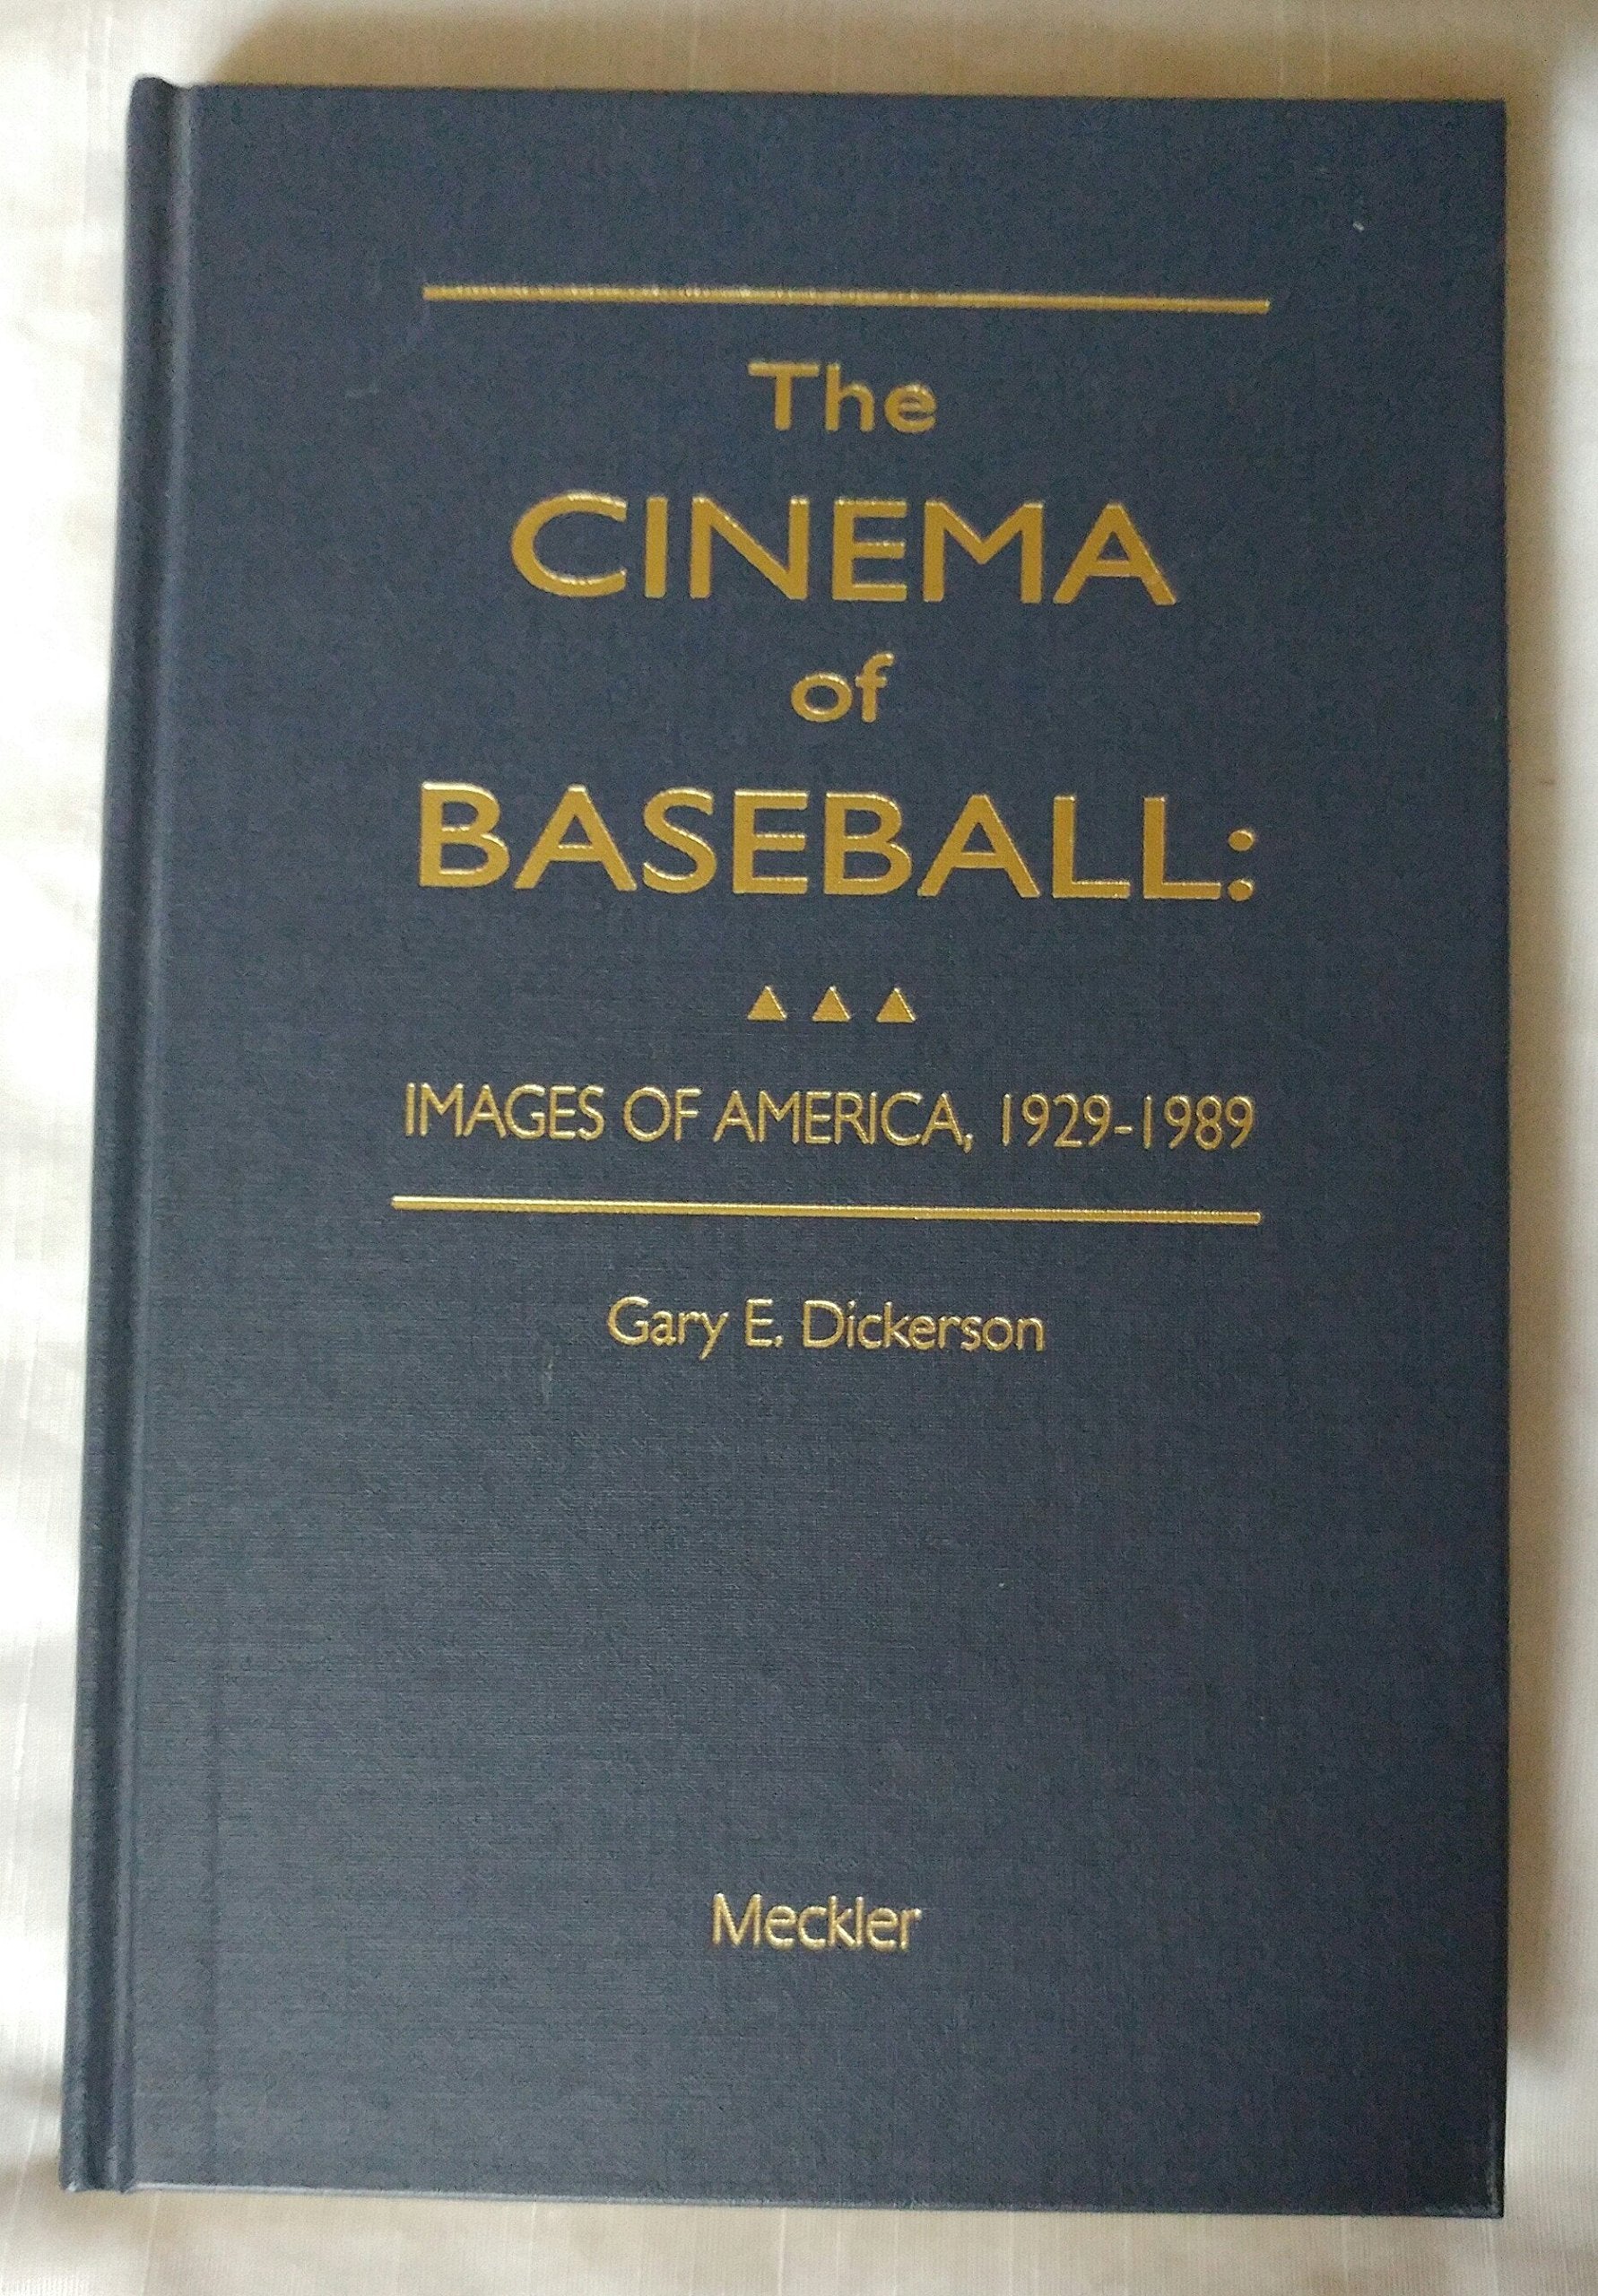 The
CINEMA
of
BASEBALL:
IMAGES OF AMERICA, 1929-1989
Gary E. Dickerson
Meckler